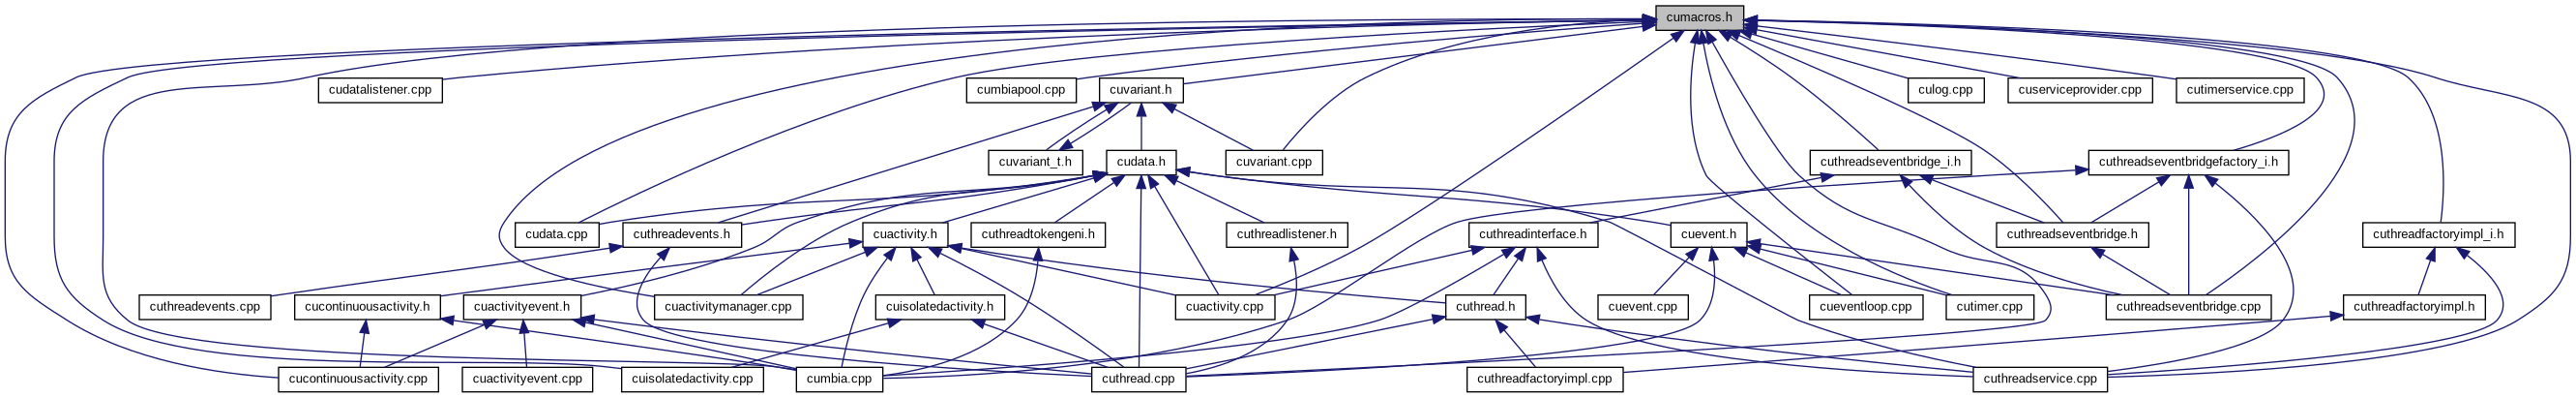 cumacros.h
cudatalistener.cpp
cumbiapool.cpp
cuvariant.h
culog.cpp
cuserviceprovider.cpp
cutimerservice.cpp
cuvariant_t.h
cudata.h
cuvariant.cpp
cuthreadseventbridge_i.h
cuthreadseventbridgefactory_i.h
cudata.cpp
cuthreadevents.h
cuactivity.h
cuthreadtokengeni.h
cuthreadlistener.h
cuthreadinterface.h
cuevent.h
cuthreadseventbridge.h
cuthreadfactoryimpl_i.h
cuthreadevents.cpp
cucontinuousactivity.h
cuactivityevent.h
cuactivitymanager.cpp
cuisolatedactivity.h
cuactivity.cpp
cuthread.h
cuevent.cpp
cueventloop.cpp
cutimer.cpp
cuthreadseventbridge.cpp
cuthreadfactoryimpl.h
cucontinuousactivity.cpp
cuactivityevent.cpp
cuisolatedactivity.cpp
cumbia.cpp
cuthread.cpp
cuthreadfactoryimpl.cpp
cuthreadservice.cpp